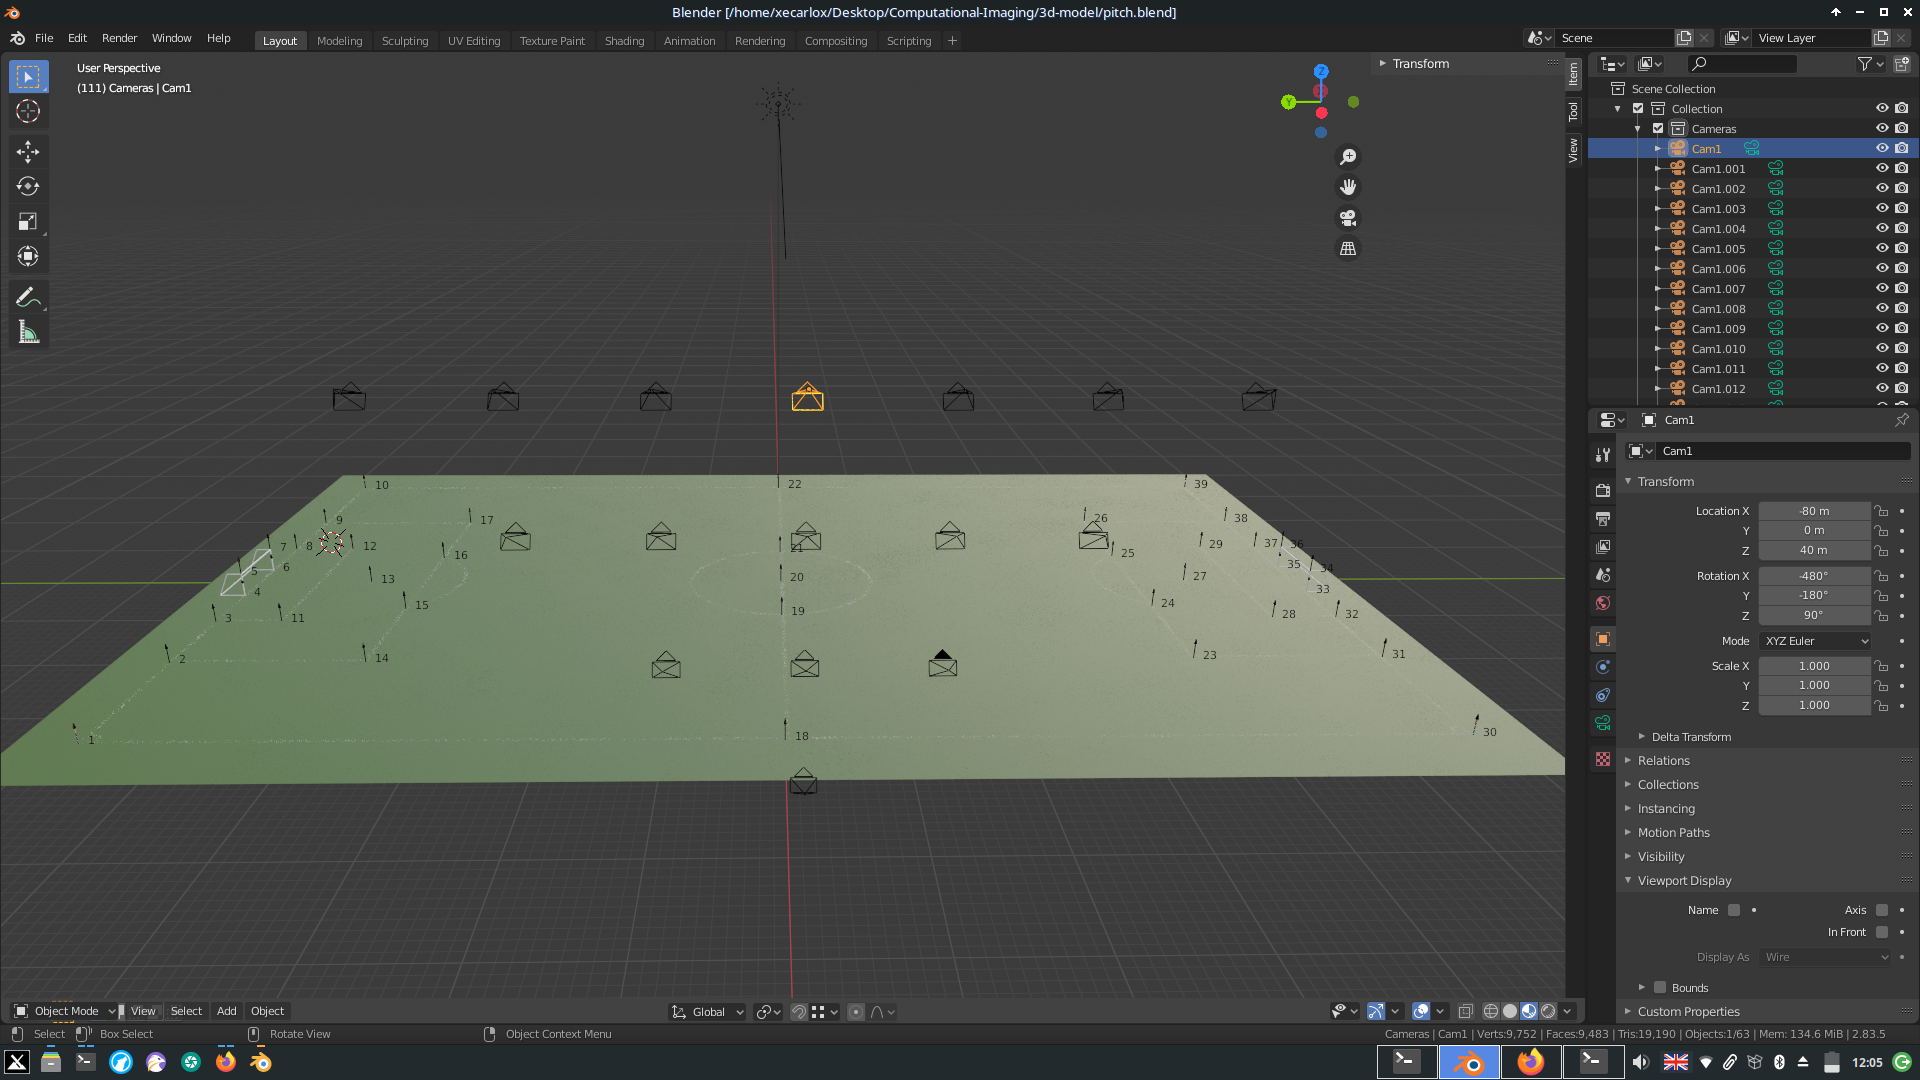 Blender [/home/xecarlox/Desktop/Computational-Imaging/3d-model/pitch.blend]
File Edit Render Window Help Layout Modeling Sculpting UV Editing Texture Paint Shading Animation Rendering Compositing Scripting Scene View Layer
User Perspective
(111) Cameras | Cam1
Transform
Item
Tool
View
Z
Y
10 22 39
9 17 26 38
7 8 12 16 21 25 29 37 36
5 6 13 20 27 35 34
4 15 19 24 33
3 11 28 32
2 14 23 31
1 18 30
Scene Collection
Collection
Cameras
Cam1
Cam1.001
Cam1.002
Cam1.003
Cam1.004
Cam1.005
Cam1.006
Cam1.007
Cam1.008
Cam1.009
Cam1.010
Cam1.011
Cam1.012
Cam1
Cam1
Transform
Location X -80 m
Y 0 m
Z 40 m
Rotation X -480°
Y -180°
Z 90°
Mode XYZ Euler
Scale X 1.000
Y 1.000
Z 1.000
Delta Transform
Relations
Collections
Instancing
Motion Paths
Visibility
Viewport Display
Name Axis
In Front
Display As Wire
Bounds
Custom Properties
Object Mode View Select Add Object Global
Select Box Select Rotate View Object Context Menu Cameras | Cam1 | Verts:9,752 | Faces:9,483 | Tris:19,190 | Objects:1/63 | Mem: 134.6 MiB | 2.83.5
12:05